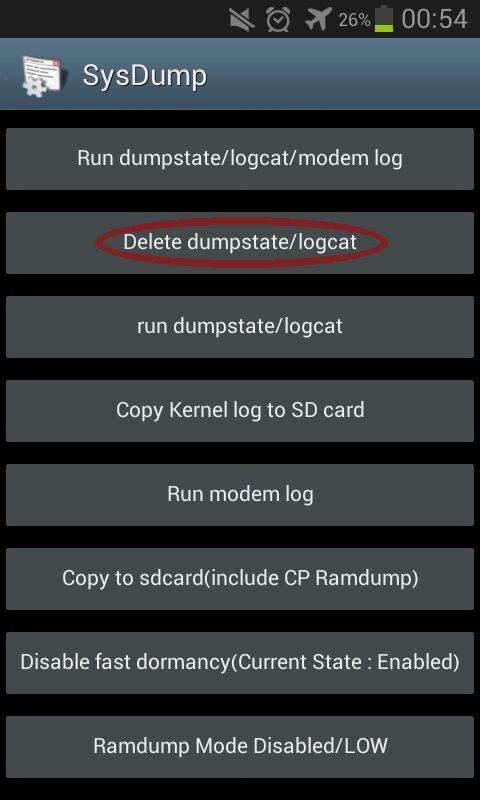 26% 00:54
SysDump
Run dumpstate/logcat/modem log
Delete dumpstate/logcat
run dumpstate/logcat
Copy Kernel log to SD card
Run modem log
Copy to sdcard(include CP Ramdump)
Disable fast dormancy(Current State : Enabled)
Ramdump Mode Disabled/LOW